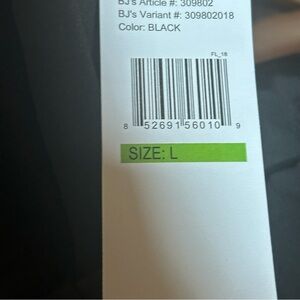 BJ's Article #: 309802
BJ's Variant #: 309802018
Color: BLACK
FL_18
8 52691 56010 9
SIZE: L